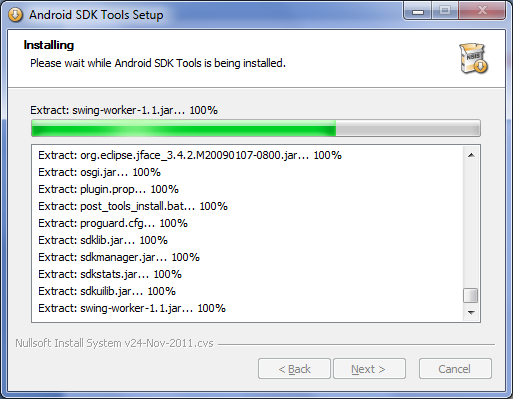 Android SDK Tools Setup
Installing
Please wait while Android SDK Tools is being installed.
NSIS
Extract: swing-worker-1.1.jar... 100%
Extract: org.eclipse.jface_3.4.2.M20090107-0800.jar... 100%
Extract: osgi.jar... 100%
Extract: plugin.prop... 100%
Extract: post_tools_install.bat... 100%
Extract: proguard.cfg... 100%
Extract: sdklib.jar... 100%
Extract: sdkmanager.jar... 100%
Extract: sdkstats.jar... 100%
Extract: sdkuilib.jar... 100%
Extract: swing-worker-1.1.jar... 100%
Nullsoft Install System v24-Nov-2011.cvs
< Back
Next >
Cancel